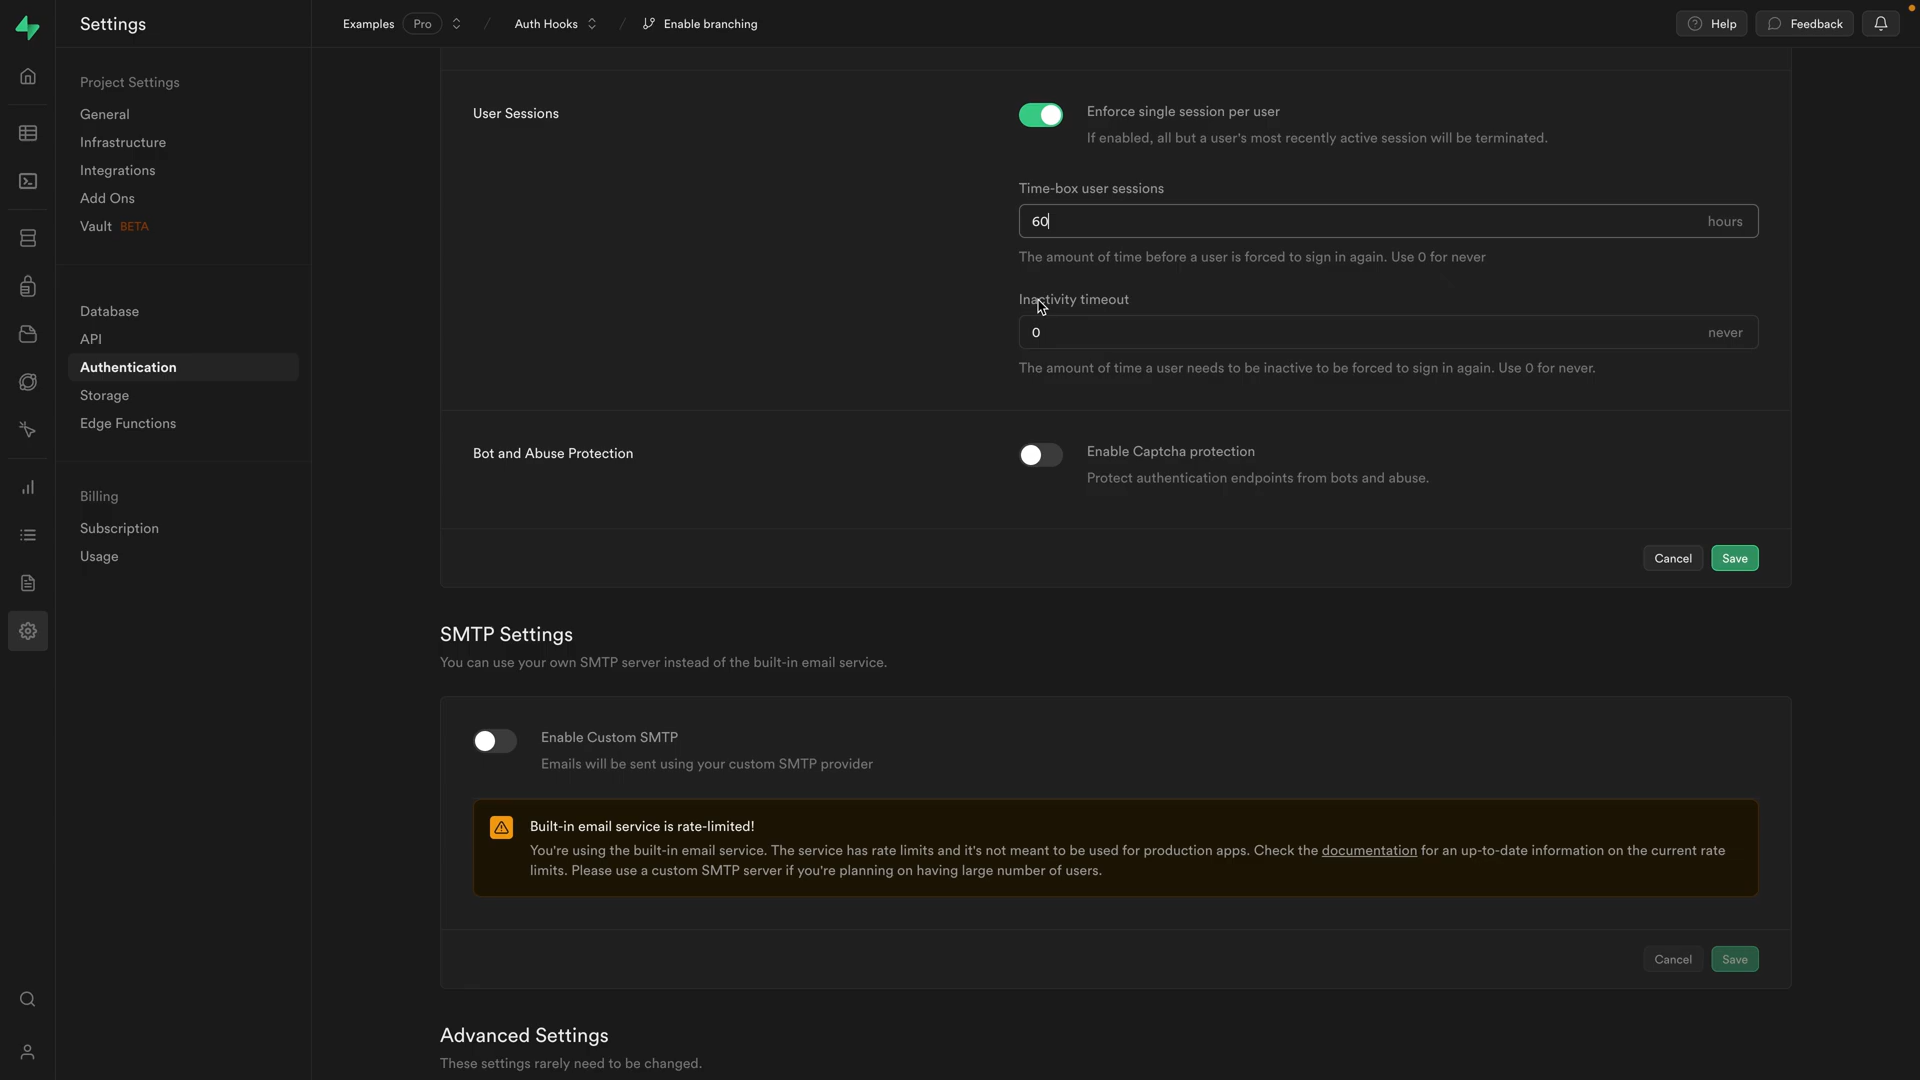 Settings
Examples Pro / Auth Hooks / Enable branching
Help
Feedback
Project Settings
General
Infrastructure
Integrations
Add Ons
Vault BETA
Database
API
Authentication
Storage
Edge Functions
Billing
Subscription
Usage
User Sessions
Enforce single session per user
If enabled, all but a user's most recently active session will be terminated.
Time-box user sessions
60 hours
The amount of time before a user is forced to sign in again. Use 0 for never
Inactivity timeout
0 never
The amount of time a user needs to be inactive to be forced to sign in again. Use 0 for never.
Bot and Abuse Protection
Enable Captcha protection
Protect authentication endpoints from bots and abuse.
Cancel Save
SMTP Settings
You can use your own SMTP server instead of the built-in email service.
Enable Custom SMTP
Emails will be sent using your custom SMTP provider
Built-in email service is rate-limited!
You're using the built-in email service. The service has rate limits and it's not meant to be used for production apps. Check the documentation for an up-to-date information on the current rate
limits. Please use a custom SMTP server if you're planning on having large number of users.
Cancel Save
Advanced Settings
These settings rarely need to be changed.